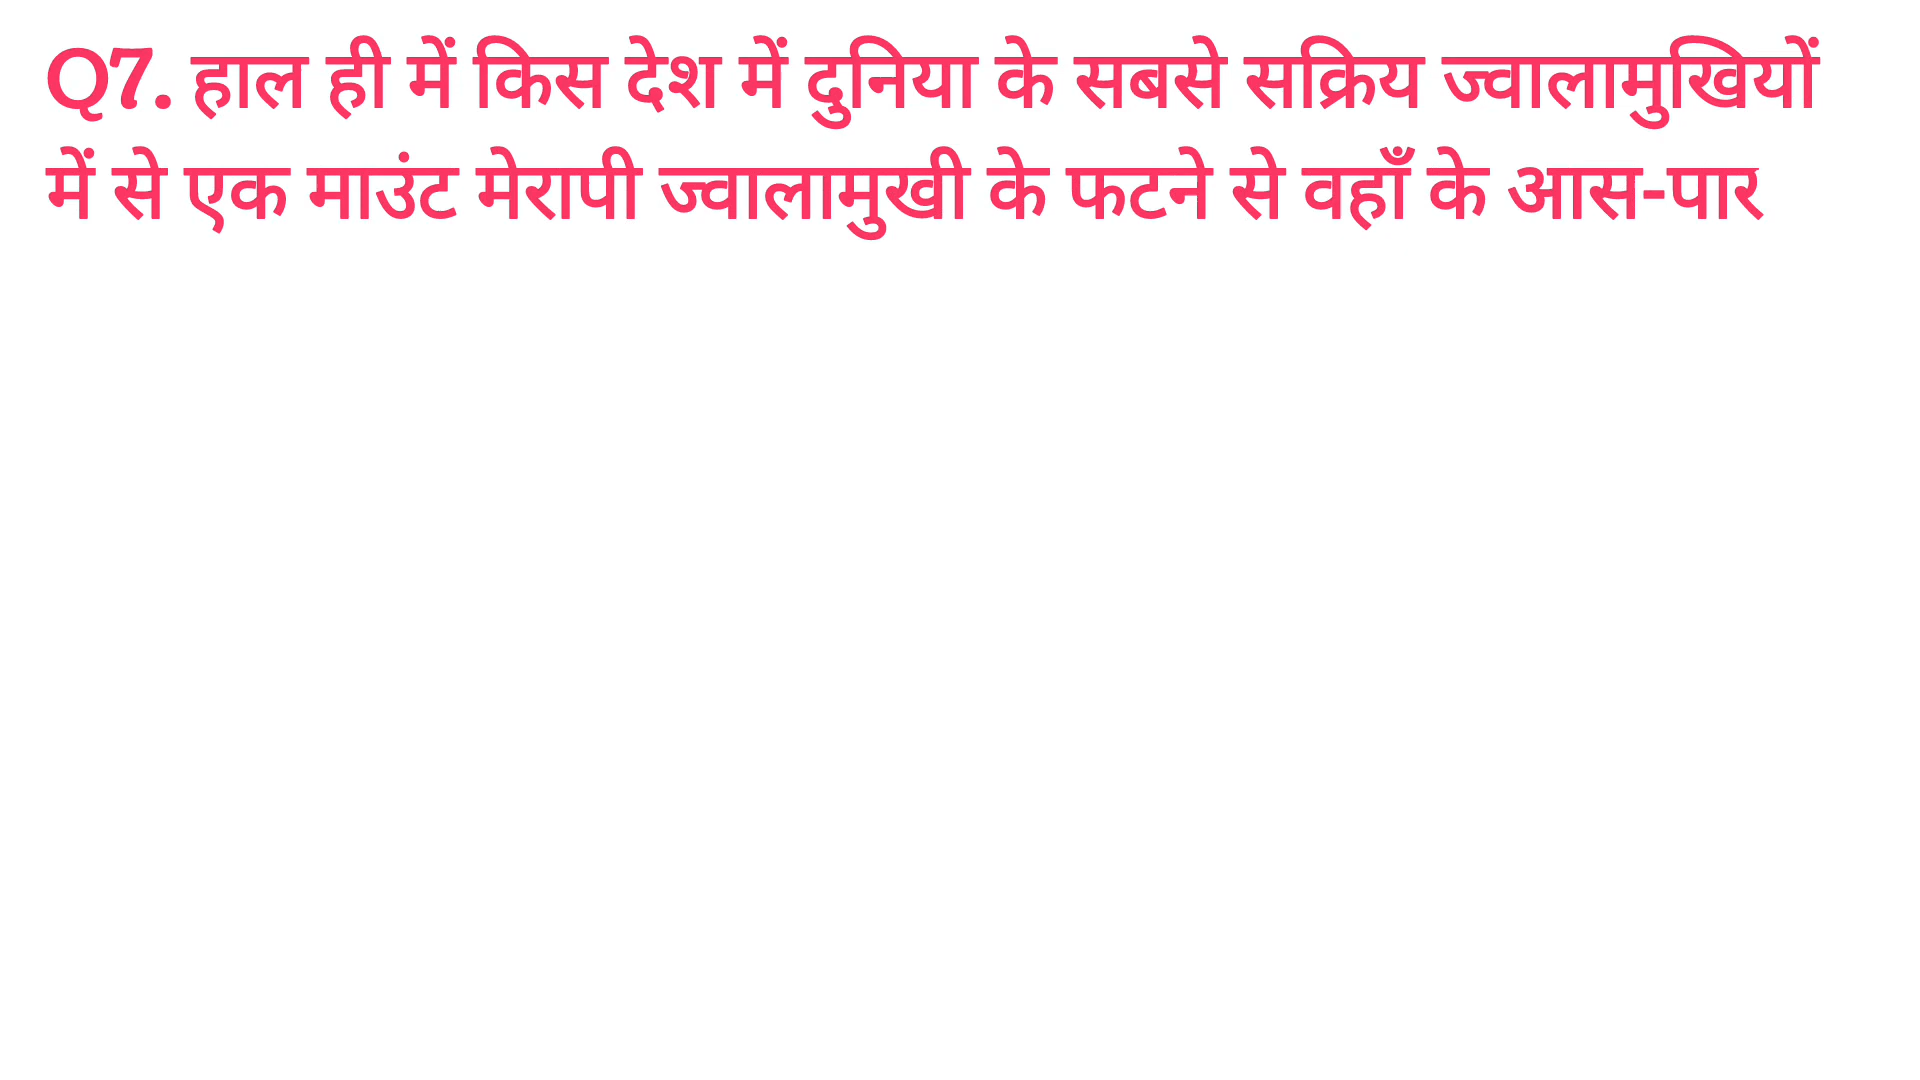 Q7. हाल ही में किस देश में दुनिया के सबसे सक्रिय ज्वालामुखियों
में से एक माउंट मेरापी ज्वालामुखी के फटने से वहाँ के आस-पार